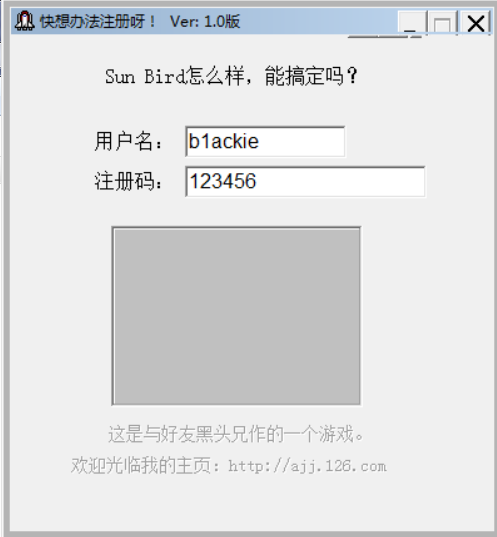 快想办法注册呀！ Ver: 1.0版
Sun Bird怎么样，能搞定吗？
用户名： b1ackie
注册码： 123456
这是与好友黑头兄作的一个游戏。
欢迎光临我的主页：http://ajj.126.com